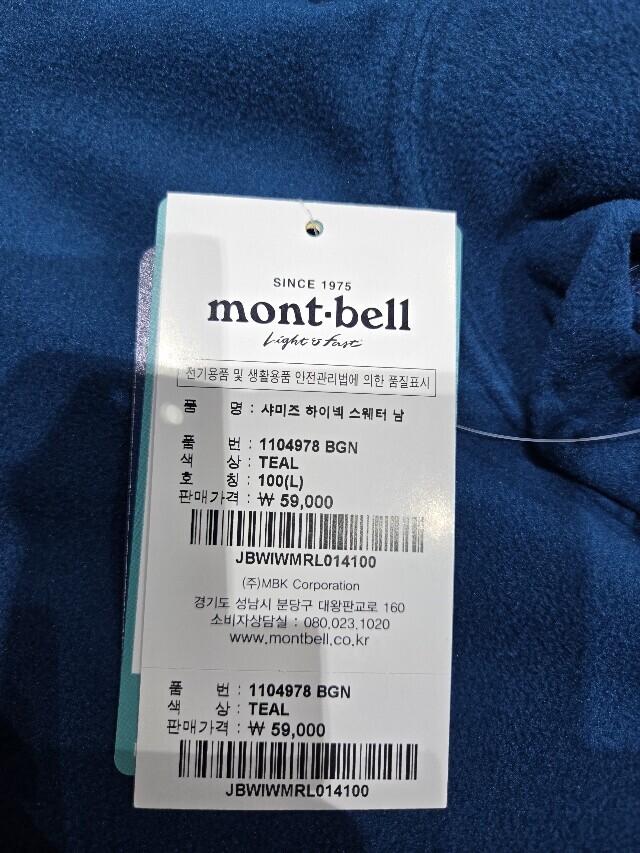 SINCE 1975
mont·bell
Light & Fast
전기용품 및 생활용품 안전관리법에 의한 품질표시
품 명 : 샤미즈 하이넥 스웨터 남
품 번 : 1104978 BGN
색 상 : TEAL
호 칭 : 100(L)
판매가격 : ₩ 59,000
JBWIWMRL014100
(주)MBK Corporation
경기도 성남시 분당구 대왕판교로 160
소비자상담실 : 080.023.1020
www.montbell.co.kr
품 번 : 1104978 BGN
색 상 : TEAL
판매가격 : ₩ 59,000
JBWIWMRL014100